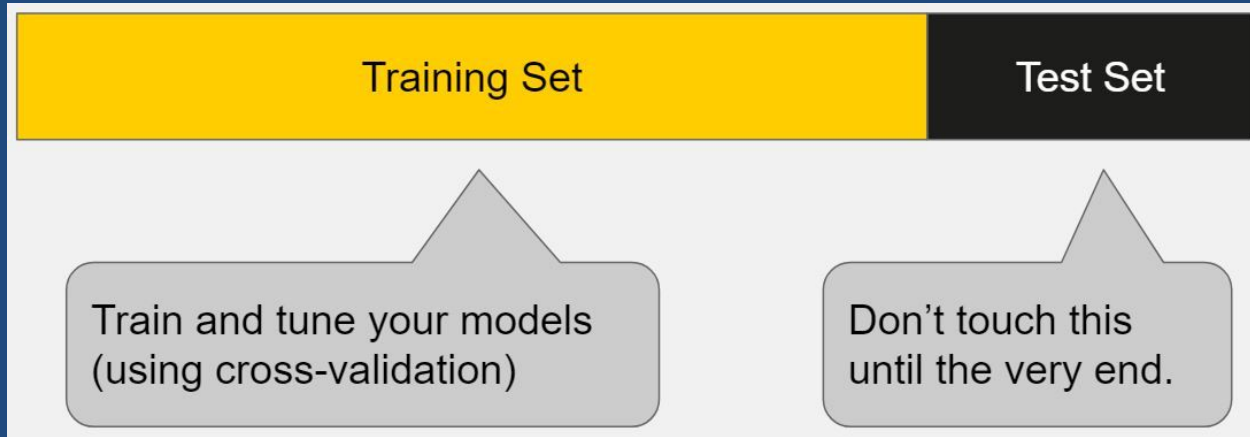 Training Set
Test Set
Train and tune your models
(using cross-validation)
Don’t touch this
until the very end.